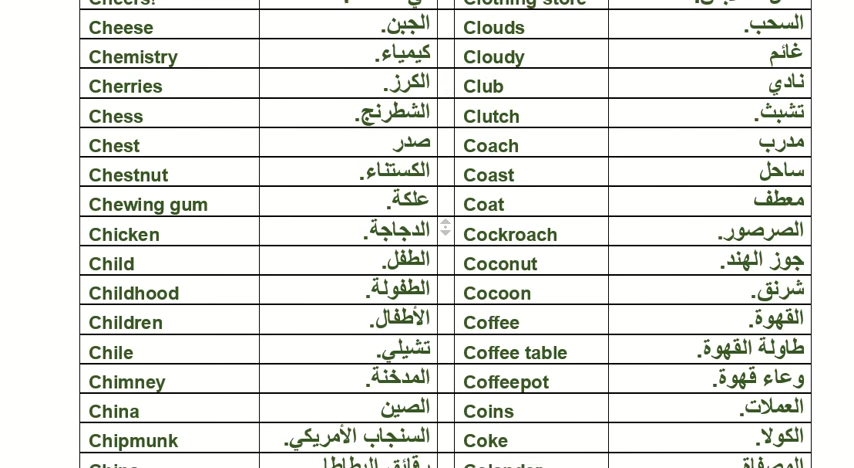 Cheers!
Clothing store
Cheese الجبن. Clouds السحب.
Chemistry كيمياء. Cloudy غائم
Cherries الكرز. Club نادي
Chess الشطرنج. Clutch تشبث.
Chest صدر Coach مدرب
Chestnut الكستناء. Coast ساحل
Chewing gum علكة. Coat معطف
Chicken الدجاجة. Cockroach الصرصور.
Child الطفل. Coconut جوز الهند.
Childhood الطفولة. Cocoon شرنق.
Children الأطفال. Coffee القهوة.
Chile تشيلي. Coffee table طاولة القهوة.
Chimney المدخنة. Coffeepot وعاء قهوة.
China الصين Coins العملات.
Chipmunk السنجاب الأمريكي. Coke الكولا.
Chips رقائق البطاطا Colander المصفاة